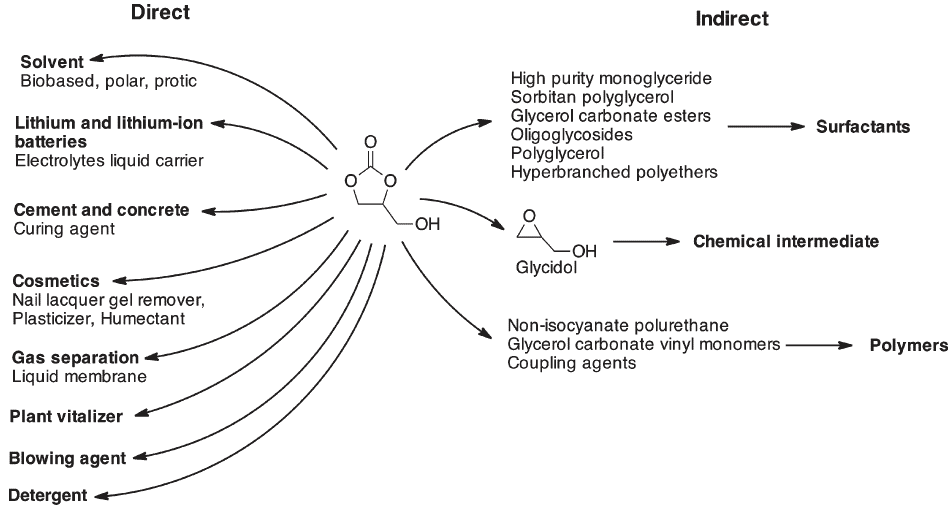 Direct
Solvent
Biobased, polar, protic
Lithium and lithium-ion
batteries
Electrolytes liquid carrier
Cement and concrete
Curing agent
Cosmetics
Nail lacquer gel remover,
Plasticizer, Humectant
Gas separation
Liquid membrane
Plant vitalizer
Blowing agent
Detergent
O
O
O
OH
Indirect
High purity monoglyceride
Sorbitan polyglycerol
Glycerol carbonate esters
Oligoglycosides
Polyglycerol
Hyperbranched polyethers
Surfactants
O
OH
Glycidol
Chemical intermediate
Non-isocyanate polurethane
Glycerol carbonate vinyl monomers
Coupling agents
Polymers